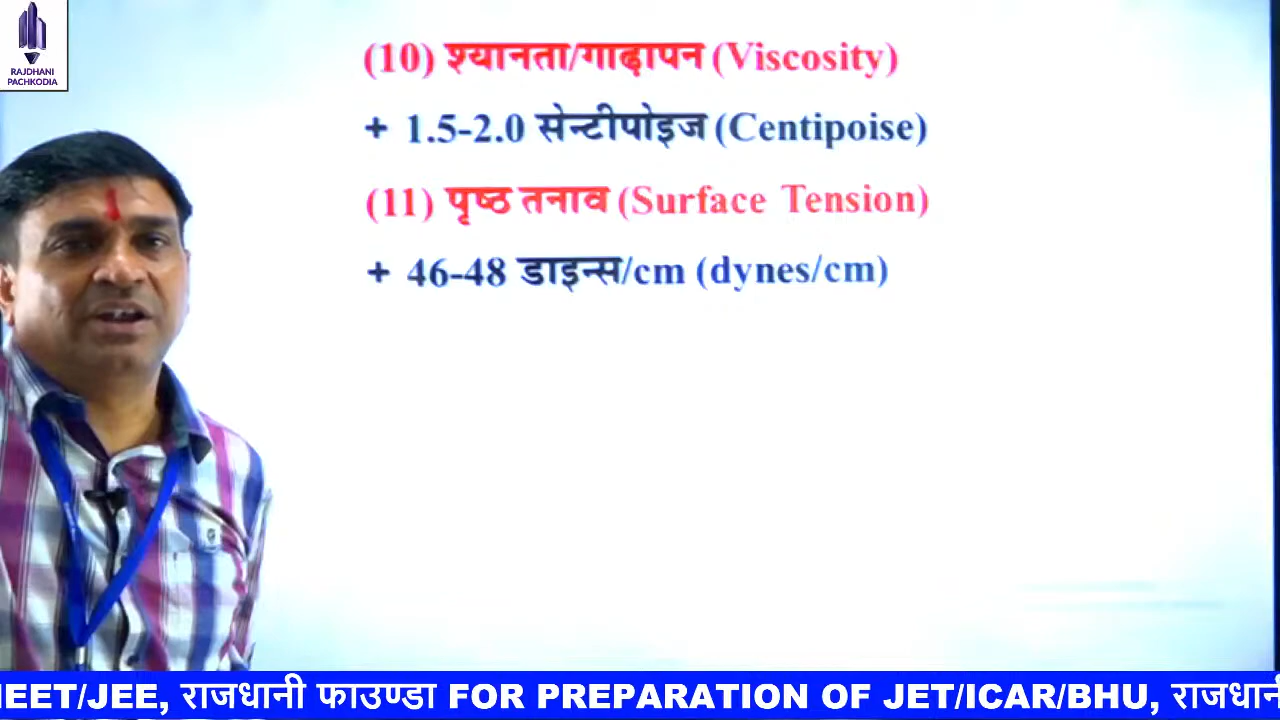 RAJDHANI
PACHKODIA
(10) श्यानता/गाढ़ापन (Viscosity)
+ 1.5-2.0 सेन्टीपोइज (Centipoise)
(11) पृष्ठ तनाव (Surface Tension)
+ 46-48 डाइन्स/cm (dynes/cm)
NEET/JEE, राजधानी फाउण्डा FOR PREPARATION OF JET/ICAR/BHU, राजधानी